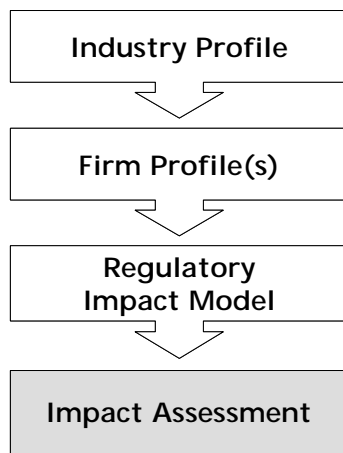 Industry Profile
Firm Profile(s)
Regulatory
Impact Model
Impact Assessment